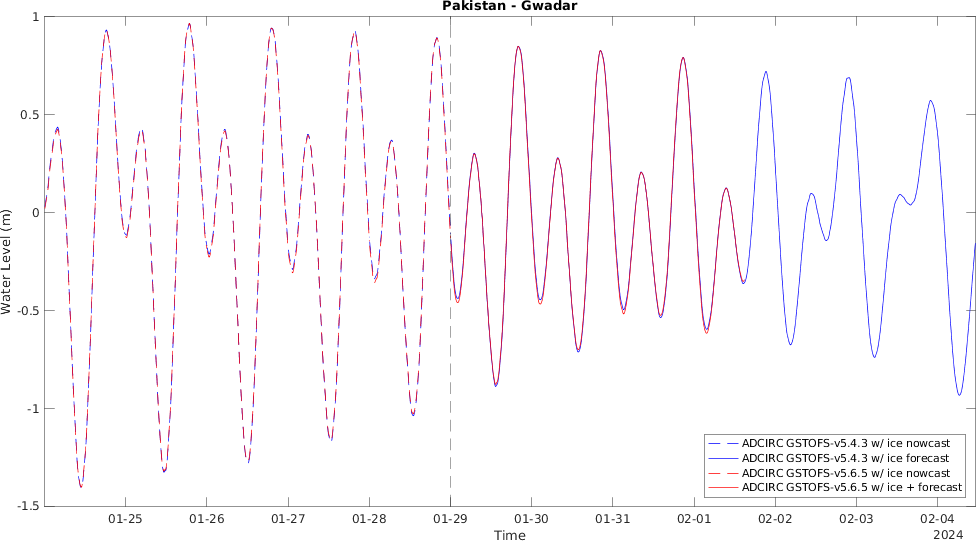 Pakistan - Gwadar
1
0.5
0
-0.5
-1
-1.5
Water Level (m)
01-25 01-26 01-27 01-28 01-29 01-30 01-31 02-01 02-02 02-03 02-04
Time
2024
ADCIRC GSTOFS-v5.4.3 w/ ice nowcast
ADCIRC GSTOFS-v5.4.3 w/ ice forecast
ADCIRC GSTOFS-v5.6.5 w/ ice nowcast
ADCIRC GSTOFS-v5.6.5 w/ ice + forecast